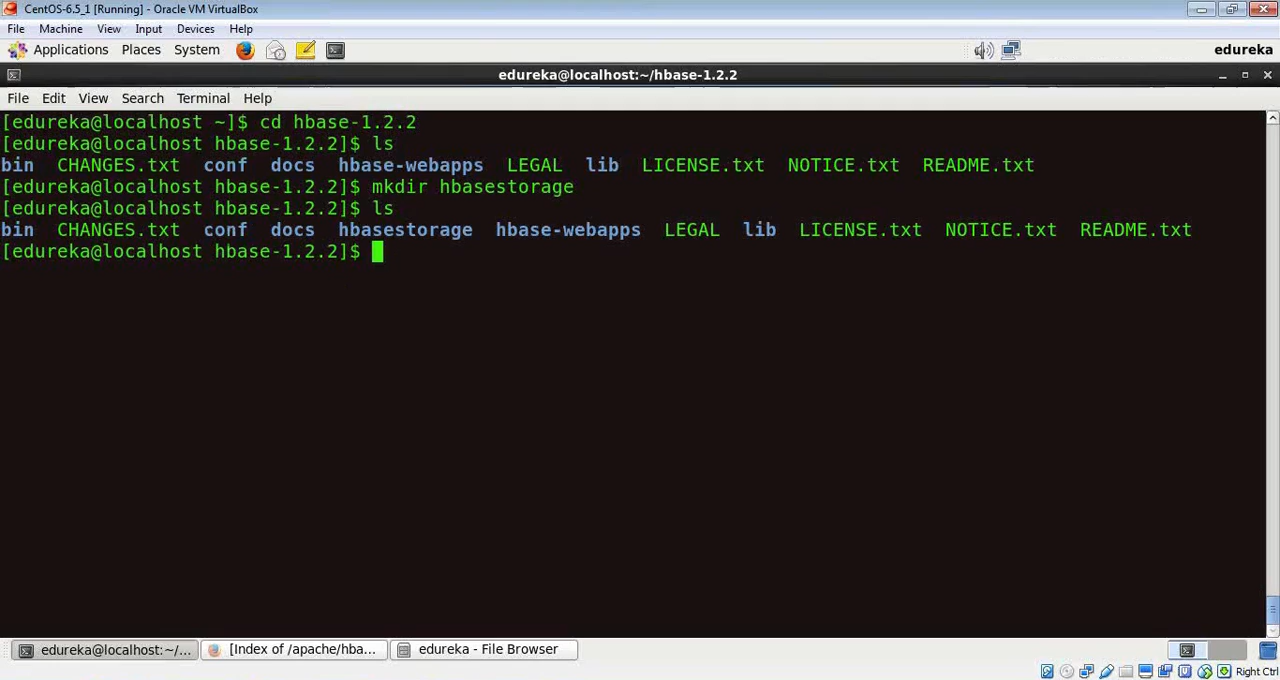 CentOS-6.5_1 [Running] - Oracle VM VirtualBox
File Machine View Input Devices Help
Applications Places System edureka
edureka@localhost:~/hbase-1.2.2
File Edit View Search Terminal Help
[edureka@localhost ~]$ cd hbase-1.2.2
[edureka@localhost hbase-1.2.2]$ ls
bin CHANGES.txt conf docs hbase-webapps LEGAL lib LICENSE.txt NOTICE.txt README.txt
[edureka@localhost hbase-1.2.2]$ mkdir hbasestorage
[edureka@localhost hbase-1.2.2]$ ls
bin CHANGES.txt conf docs hbasestorage hbase-webapps LEGAL lib LICENSE.txt NOTICE.txt README.txt
[edureka@localhost hbase-1.2.2]$
edureka@localhost:~/... [Index of /apache/hba... edureka - File Browser
Right Ctrl